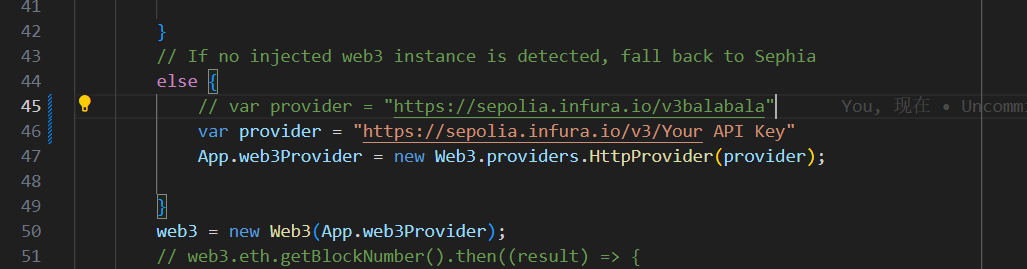 41
42 }
43 // If no injected web3 instance is detected, fall back to Sephia
44 else {
45 // var provider = "https://sepolia.infura.io/v3balabala" You, 现在 • Uncommi
46 var provider = "https://sepolia.infura.io/v3/Your API Key"
47 App.web3Provider = new Web3.providers.HttpProvider(provider);
48
49 }
50 web3 = new Web3(App.web3Provider);
51 // web3.eth.getBlockNumber().then((result) => {